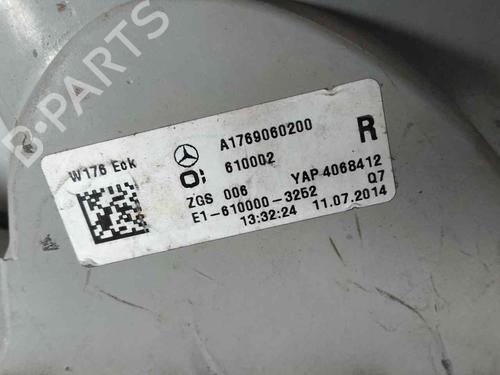 B-PARTS
W176 Eck
A1769060200
R
610002
ZGS 006 YAP 4068412
E1-610000-3252 Q7
13:32:24 11.07.2014